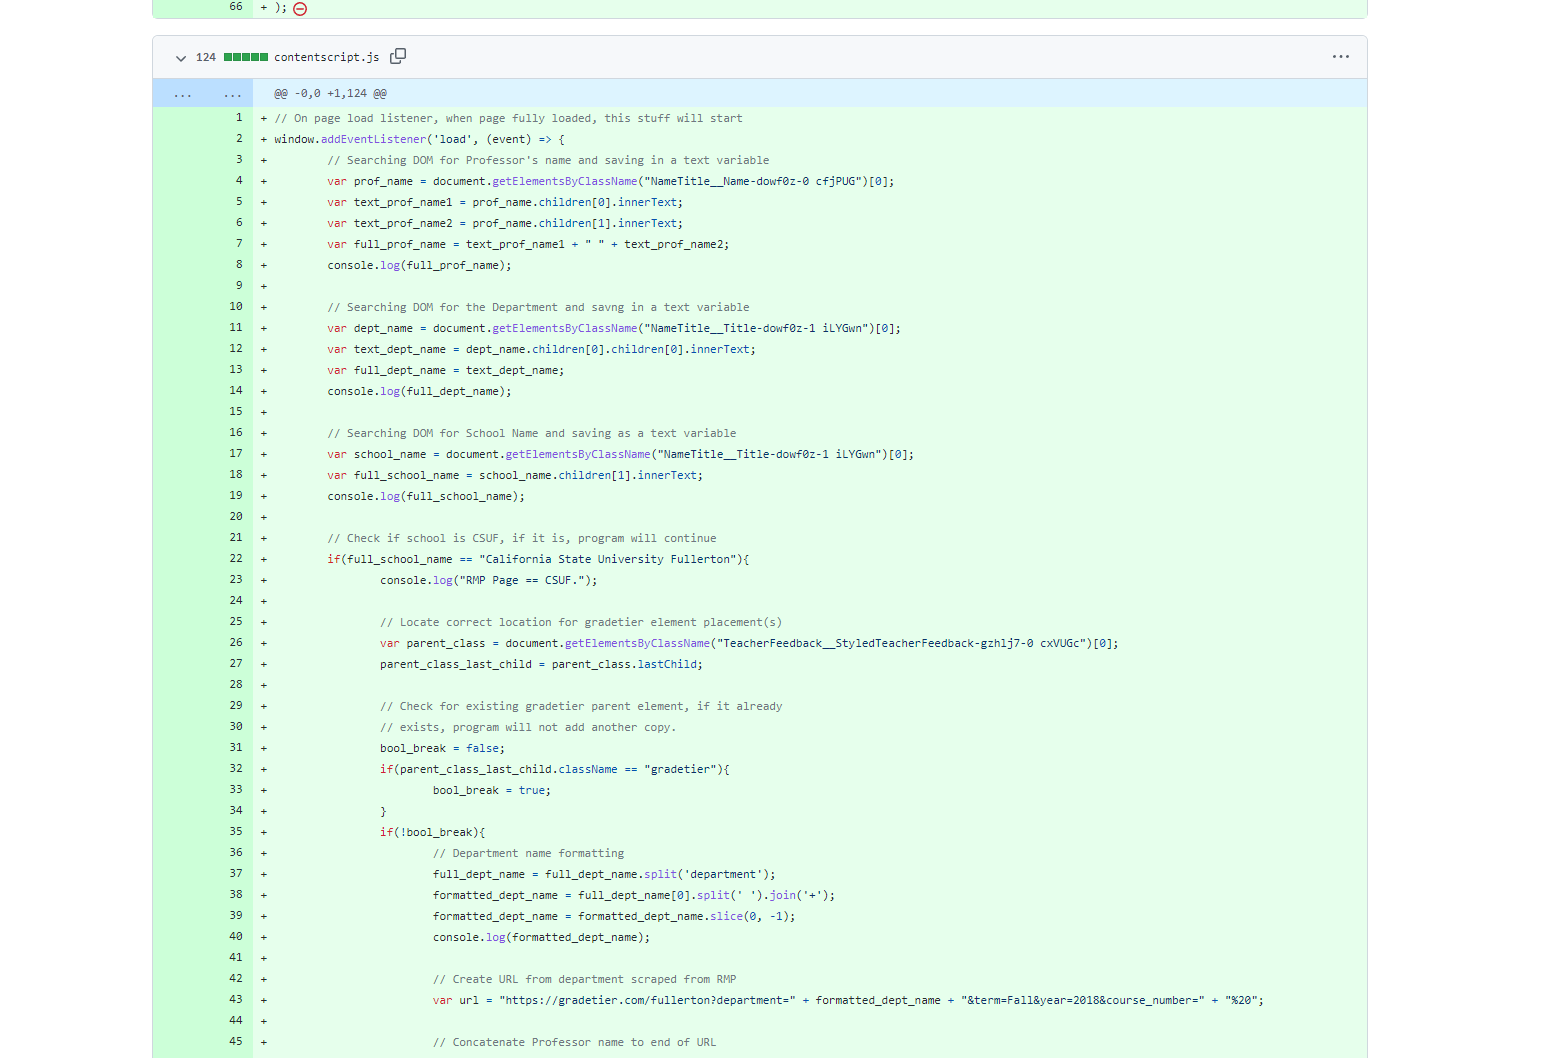 66 + );
124 contentscript.js
... ... @@ -0,0 +1,124 @@
1 + // On page load listener, when page fully loaded, this stuff will start
2 + window.addEventListener('load', (event) => {
3 + // Searching DOM for Professor's name and saving in a text variable
4 + var prof_name = document.getElementsByClassName("NameTitle__Name-dowf0z-0 cfjPUG")[0];
5 + var text_prof_name1 = prof_name.children[0].innerText;
6 + var text_prof_name2 = prof_name.children[1].innerText;
7 + var full_prof_name = text_prof_name1 + " " + text_prof_name2;
8 + console.log(full_prof_name);
9 +
10 + // Searching DOM for the Department and savng in a text variable
11 + var dept_name = document.getElementsByClassName("NameTitle__Title-dowf0z-1 iLYGwn")[0];
12 + var text_dept_name = dept_name.children[0].children[0].innerText;
13 + var full_dept_name = text_dept_name;
14 + console.log(full_dept_name);
15 +
16 + // Searching DOM for School Name and saving as a text variable
17 + var school_name = document.getElementsByClassName("NameTitle__Title-dowf0z-1 iLYGwn")[0];
18 + var full_school_name = school_name.children[1].innerText;
19 + console.log(full_school_name);
20 +
21 + // Check if school is CSUF, if it is, program will continue
22 + if(full_school_name == "California State University Fullerton"){
23 + console.log("RMP Page == CSUF.");
24 +
25 + // Locate correct location for gradetier element placement(s)
26 + var parent_class = document.getElementsByClassName("TeacherFeedback__StyledTeacherFeedback-gzhlj7-0 cxVUGc")[0];
27 + parent_class_last_child = parent_class.lastChild;
28 +
29 + // Check for existing gradetier parent element, if it already
30 + // exists, program will not add another copy.
31 + bool_break = false;
32 + if(parent_class_last_child.className == "gradetier"){
33 + bool_break = true;
34 + }
35 + if(!bool_break){
36 + // Department name formatting
37 + full_dept_name = full_dept_name.split('department');
38 + formatted_dept_name = full_dept_name[0].split(' ').join('+');
39 + formatted_dept_name = formatted_dept_name.slice(0, -1);
40 + console.log(formatted_dept_name);
41 +
42 + // Create URL from department scraped from RMP
43 + var url = "https://gradetier.com/fullerton?department=" + formatted_dept_name + "&term=Fall&year=2018&course_number=" + "%20";
44 +
45 + // Concatenate Professor name to end of URL